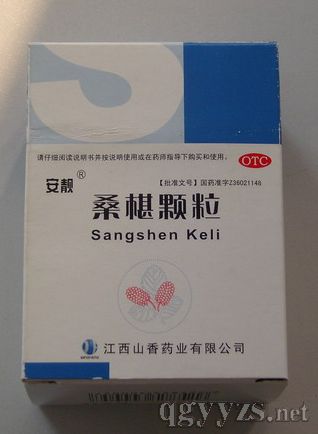 请仔细阅读说明书并按说明使用或在药师指导下购买和使用。
OTC
安靓®
【批准文号】国药准字Z36021148
桑椹颗粒
Sangshen Keli
江西山香药业有限公司
qgyyzs.net